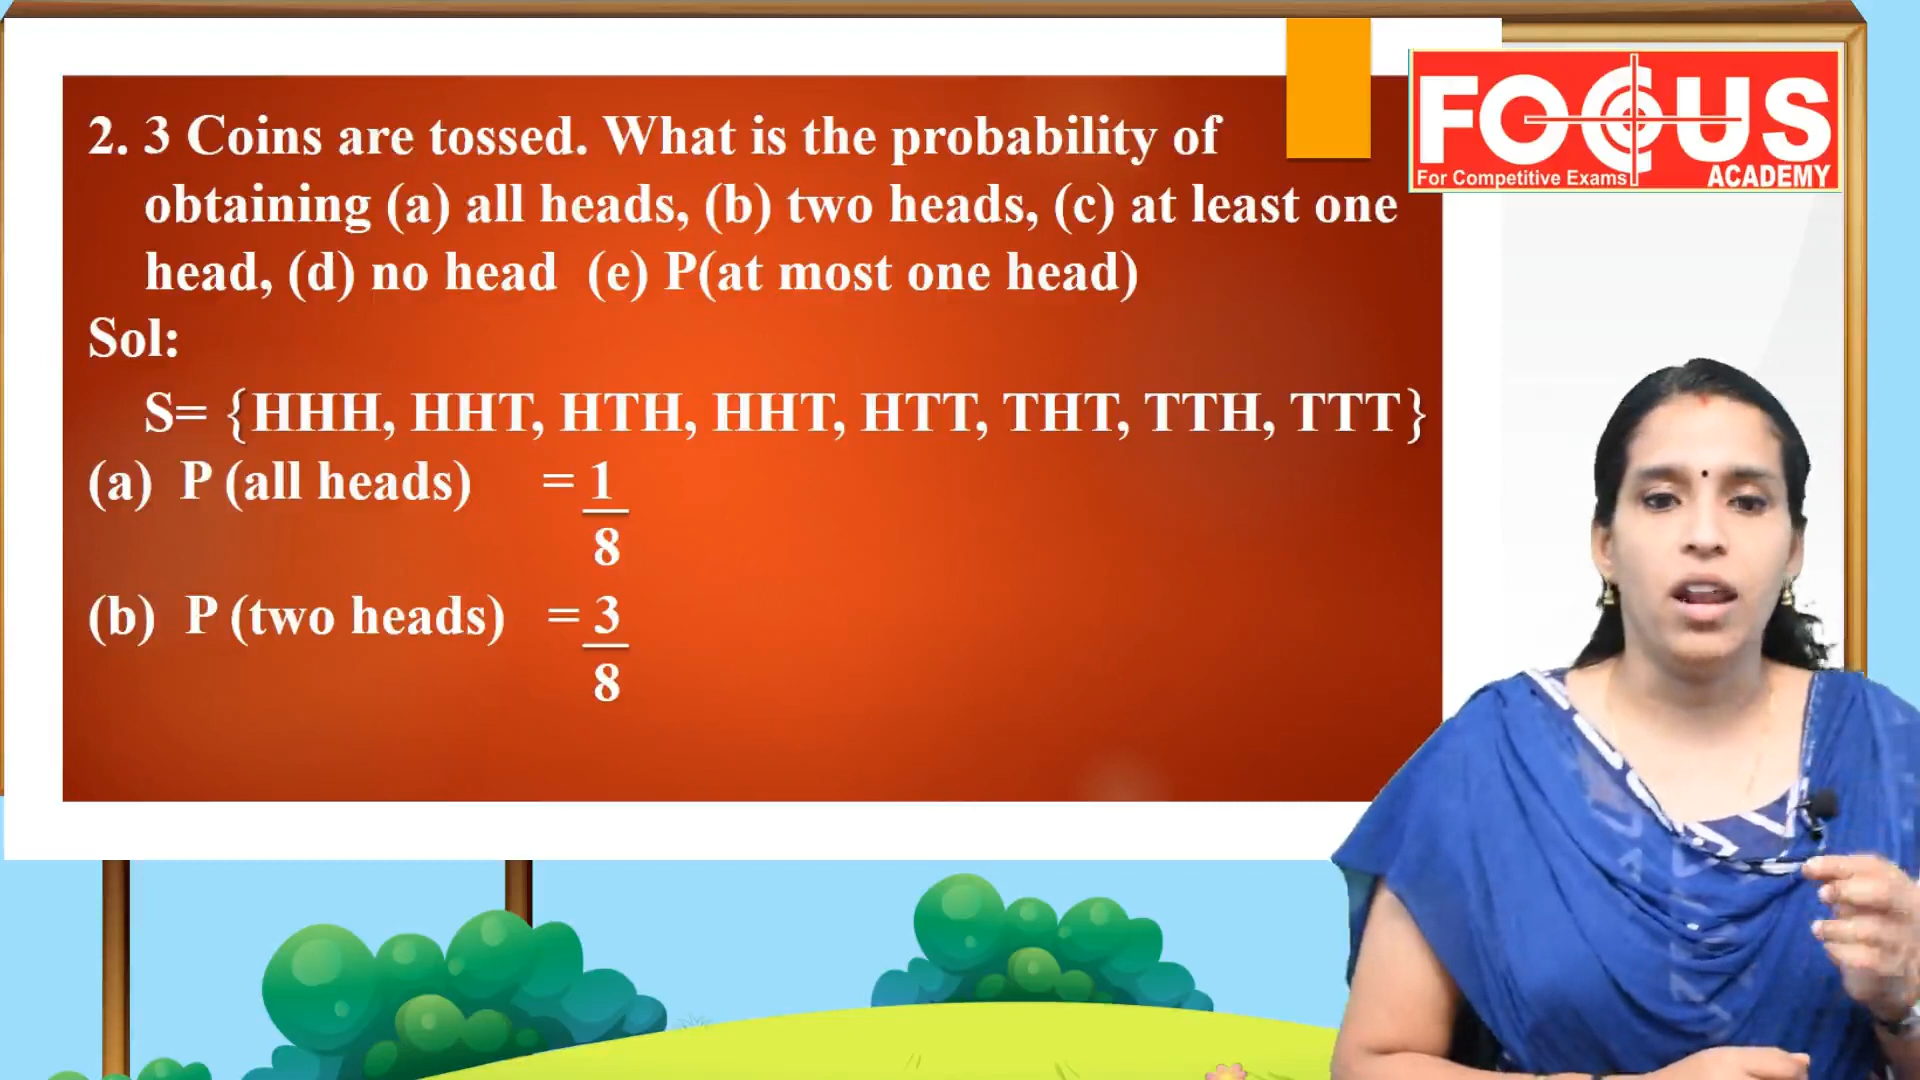 2. 3 Coins are tossed. What is the probability of
obtaining (a) all heads, (b) two heads, (c) at least one
head, (d) no head (e) P(at most one head)
Sol:
S= {HHH, HHT, HTH, HHT, HTT, THT, TTH, TTT}
(a) P (all heads) = 1
8
(b) P (two heads) = 3
8
FOCUS
For Competitive Exams ACADEMY